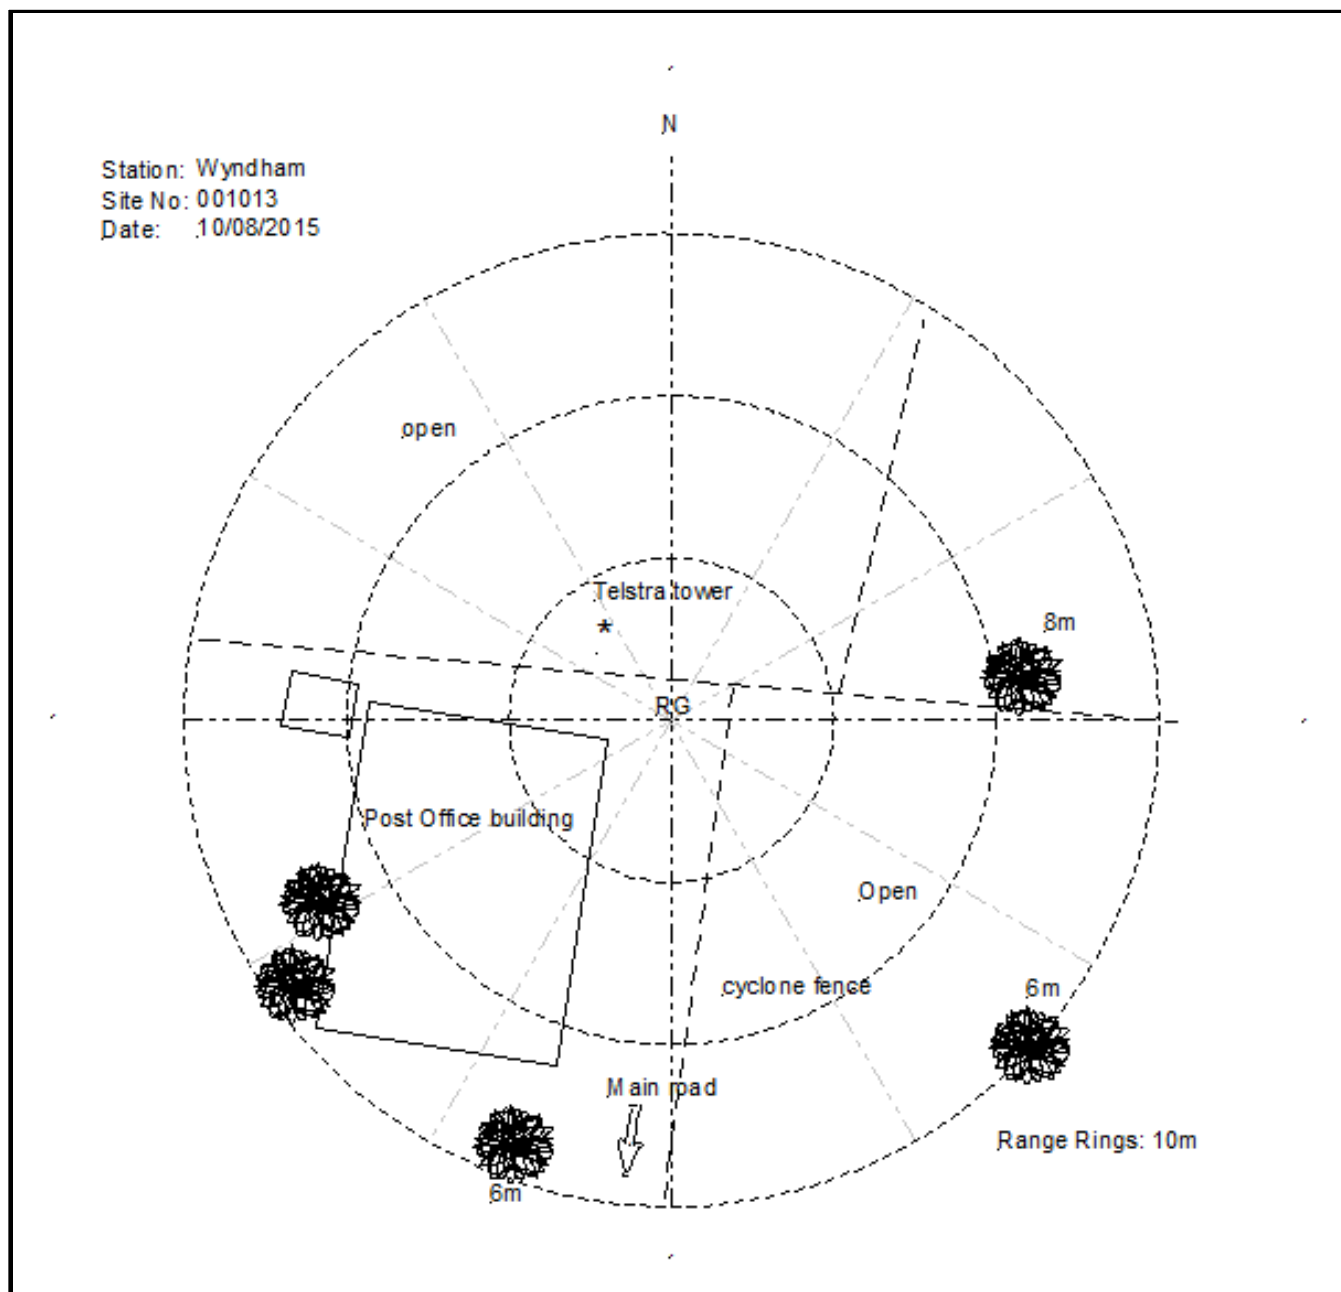 N
Station: Wyndham
Site No: 001013
Date: 10/08/2015
open
Telstra tower
*
8m
RG
Post Office building
Open
cyclone fence
6m
Main road
Range Rings: 10m
6m